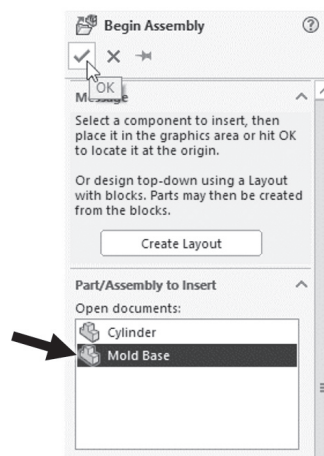 Begin Assembly
OK
Message
Select a component to insert, then
place it in the graphics area or hit OK
to locate it at the origin.
Or design top-down using a Layout
with blocks. Parts may then be created
from the blocks.
Create Layout
Part/Assembly to Insert
Open documents:
Cylinder
Mold Base